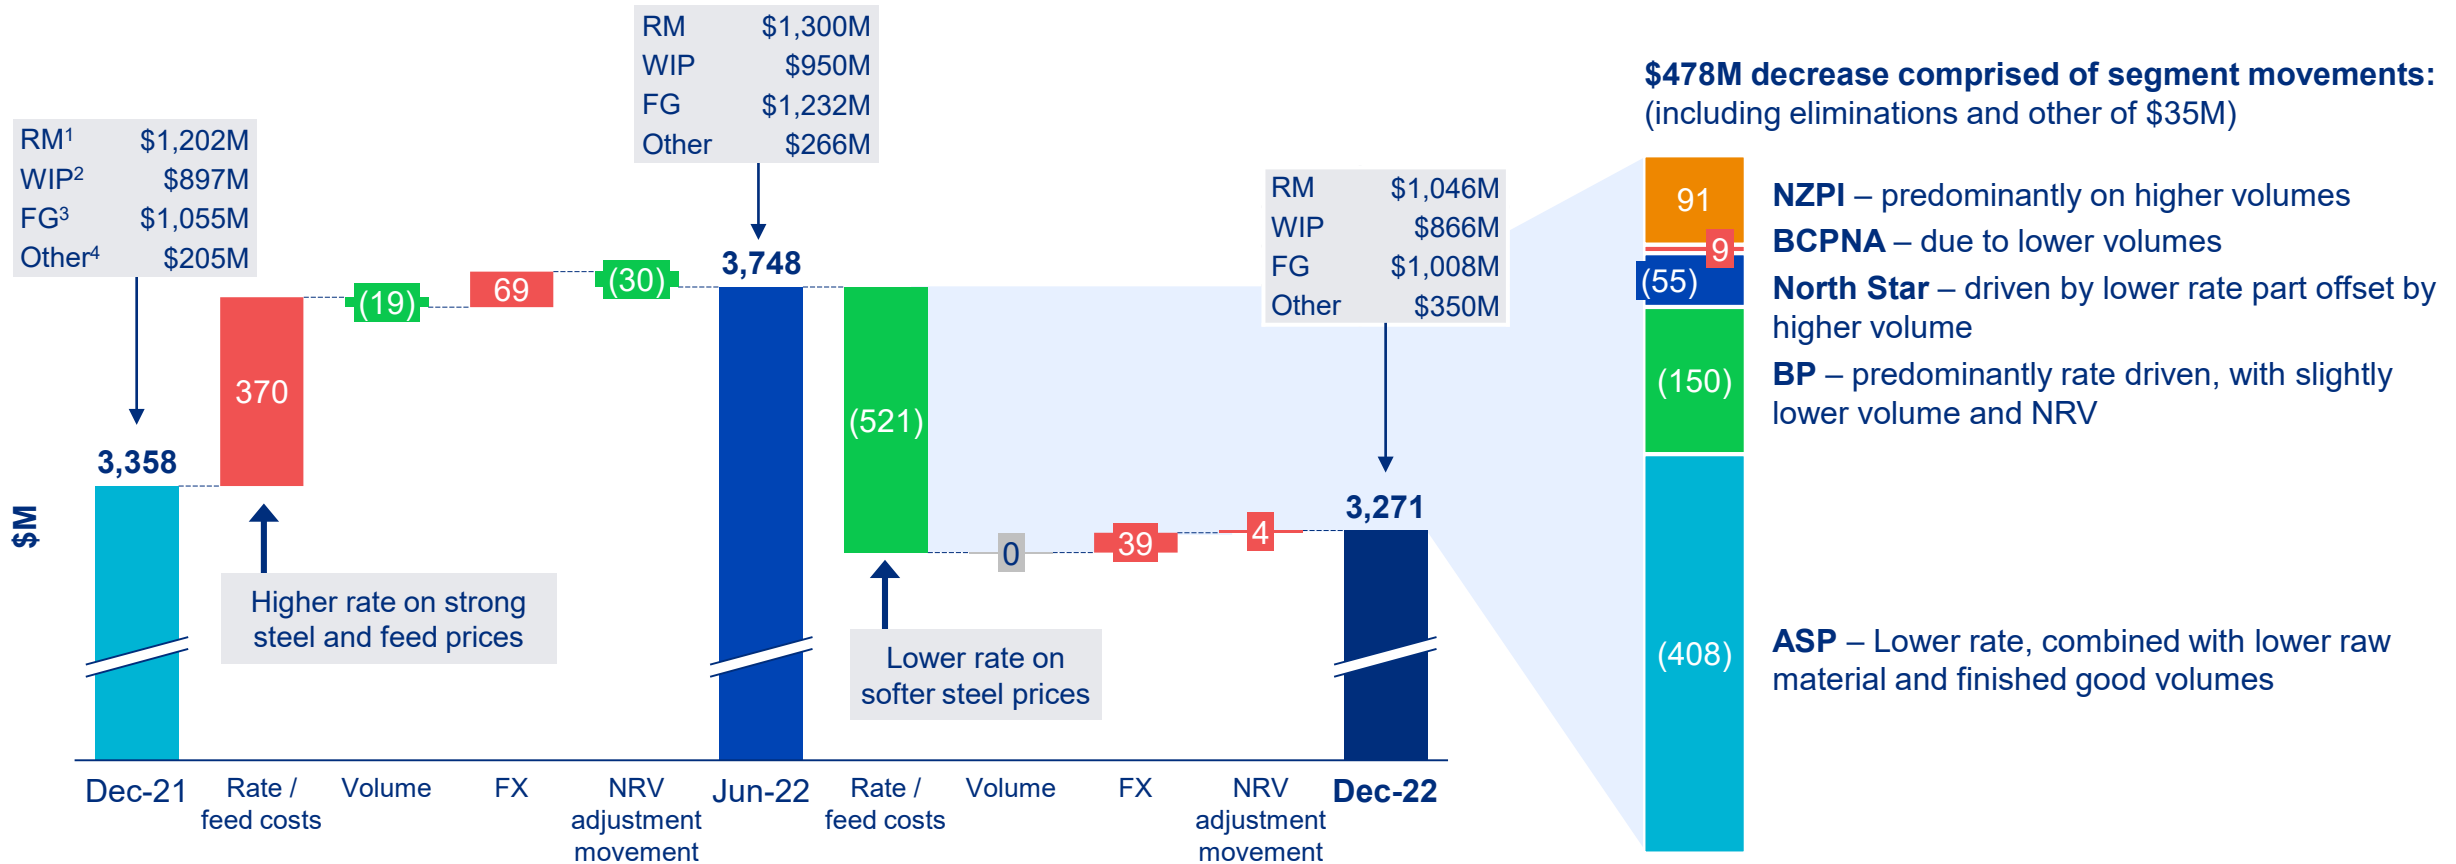 RM¹ $1,202M
WIP² $897M
FG³ $1,055M
Other⁴ $205M
RM $1,300M
WIP $950M
FG $1,232M
Other $266M
RM $1,046M
WIP $866M
FG $1,008M
Other $350M
$M
3,358
370
(19)
69
(30)
3,748
(521)
0
39
4
3,271
Higher rate on strong
steel and feed prices
Lower rate on
softer steel prices
Dec-21
Rate /
feed costs
Volume
FX
NRV
adjustment
movement
Jun-22
Rate /
feed costs
Volume
FX
NRV
adjustment
movement
Dec-22
$478M decrease comprised of segment movements:
(including eliminations and other of $35M)
91
NZPI – predominantly on higher volumes
9
BCPNA – due to lower volumes
(55)
North Star – driven by lower rate part offset by
higher volume
(150)
BP – predominantly rate driven, with slightly
lower volume and NRV
(408)
ASP – Lower rate, combined with lower raw
material and finished good volumes